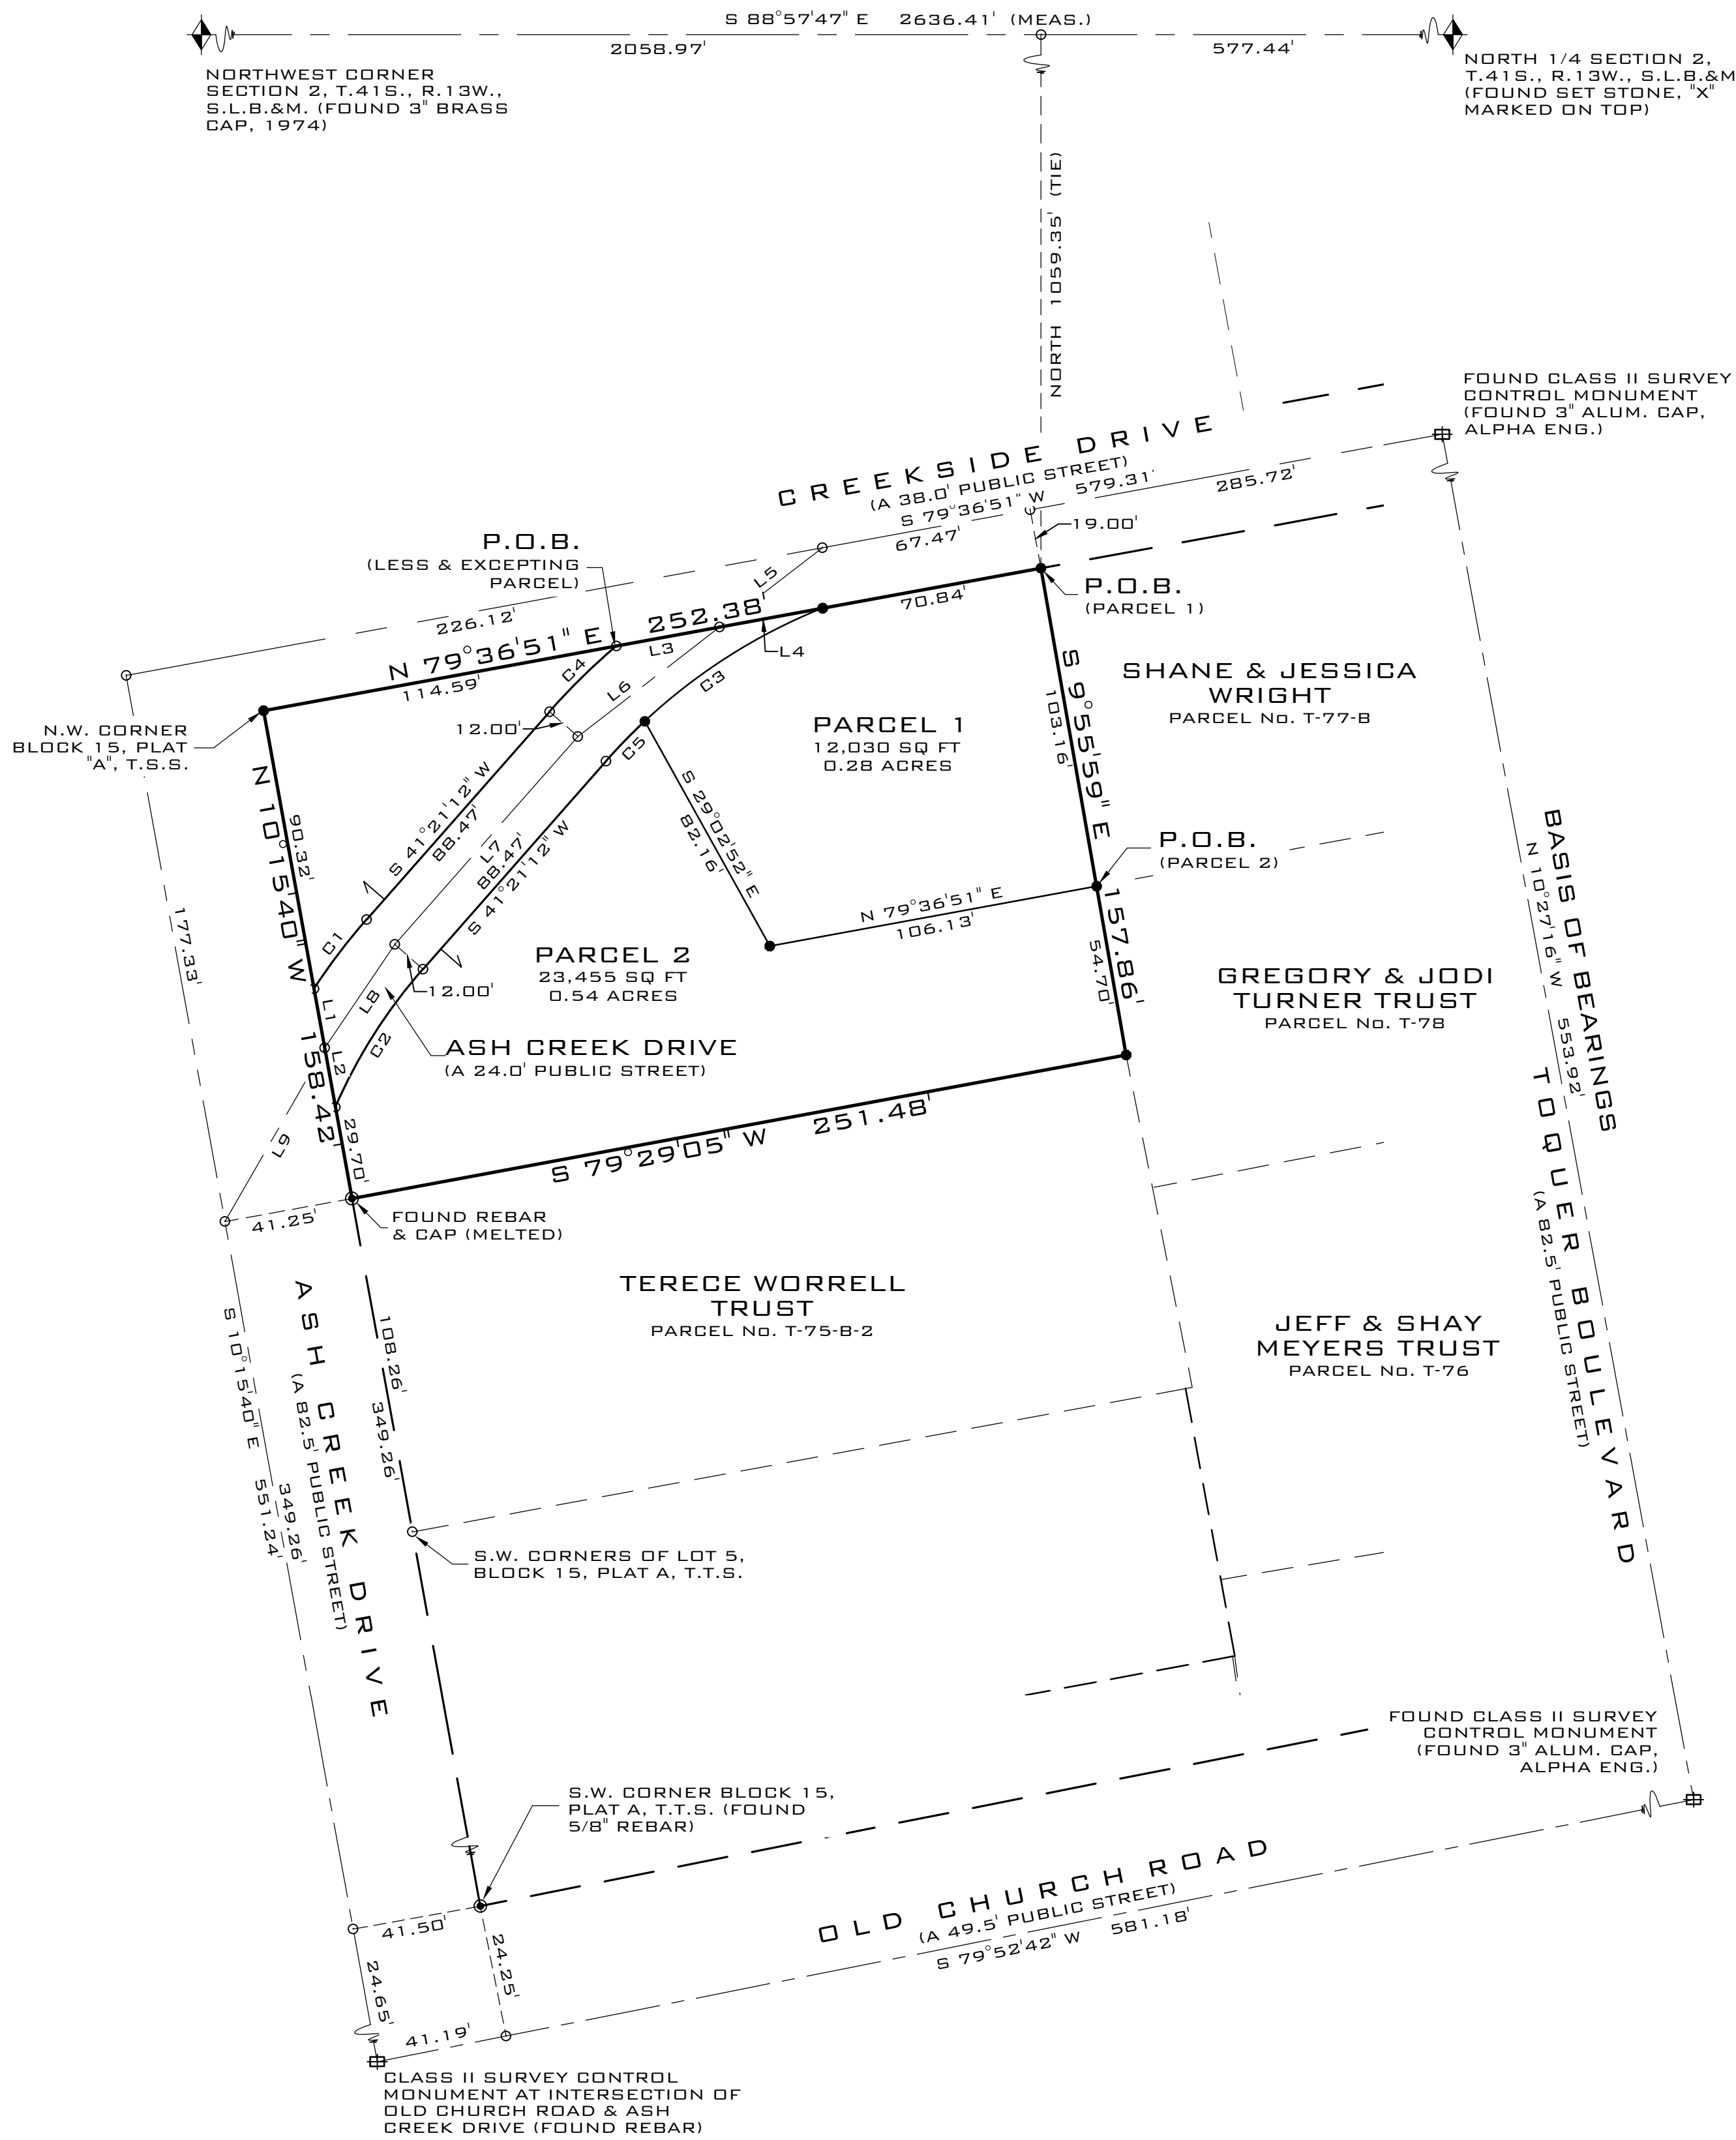 S 88°57'47" E 2636.41' (MEAS.)
2058.97'
577.44'
NORTHWEST CORNER
SECTION 2, T.41S., R.13W.,
S.L.B.&M. (FOUND 3" BRASS
CAP, 1974)
NORTH 1/4 SECTION 2,
T.41S., R.13W., S.L.B.&M
(FOUND SET STONE, "X"
MARKED ON TOP)
NORTH 1059.35' (TIE)
FOUND CLASS II SURVEY
CONTROL MONUMENT
(FOUND 3" ALUM. CAP,
ALPHA ENG.)
CREEKSIDE DRIVE
(A 38.0' PUBLIC STREET)
S 79°36'51" W 579.31'
285.72'
67.47'
19.00'
P.O.B.
(LESS & EXCEPTING
PARCEL)
P.O.B.
(PARCEL 1)
L5
226.12'
N 79°36'51" E 252.38'
114.59'
L3
L4
70.84'
C4
L6
C3
12.00'
C5
N.W. CORNER
BLOCK 15, PLAT
"A", T.S.S.
PARCEL 1
12,030 SQ FT
0.28 ACRES
S 9°55'59" E 157.86'
103.16'
SHANE & JESSICA
WRIGHT
PARCEL No. T-77-B
N 10°15'40" W 158.42'
90.32'
S 41°21'12" W
88.47'
L7
88.47'
S 41°21'12" W
S 29°02'52" E
82.16'
P.O.B.
(PARCEL 2)
N 79°36'51" E
106.13'
54.70'
BASIS OF BEARINGS
N 10°27'16" W 553.92'
177.33'
C1
L1
L8
12.00'
PARCEL 2
23,455 SQ FT
0.54 ACRES
GREGORY & JODI
TURNER TRUST
PARCEL No. T-78
L2
C2
ASH CREEK DRIVE
(A 24.0' PUBLIC STREET)
L9
29.70'
S 79°29'05" W 251.48'
41.25'
FOUND REBAR
& CAP (MELTED)
TOQUER BOULEVARD
(A 82.5' PUBLIC STREET)
TERECE WORRELL
TRUST
PARCEL No. T-75-B-2
JEFF & SHAY
MEYERS TRUST
PARCEL No. T-76
ASH CREEK DRIVE
(A 82.5' PUBLIC STREET)
S 10°15'40" E 551.24'
349.26'
108.26'
349.26'
S.W. CORNERS OF LOT 5,
BLOCK 15, PLAT A, T.T.S.
FOUND CLASS II SURVEY
CONTROL MONUMENT
(FOUND 3" ALUM. CAP,
ALPHA ENG.)
S.W. CORNER BLOCK 15,
PLAT A, T.T.S. (FOUND
5/8" REBAR)
OLD CHURCH ROAD
(A 49.5' PUBLIC STREET)
S 79°52'42" W 581.18'
41.50'
24.25'
24.65'
41.19'
CLASS II SURVEY CONTROL
MONUMENT AT INTERSECTION OF
OLD CHURCH ROAD & ASH
CREEK DRIVE (FOUND REBAR)